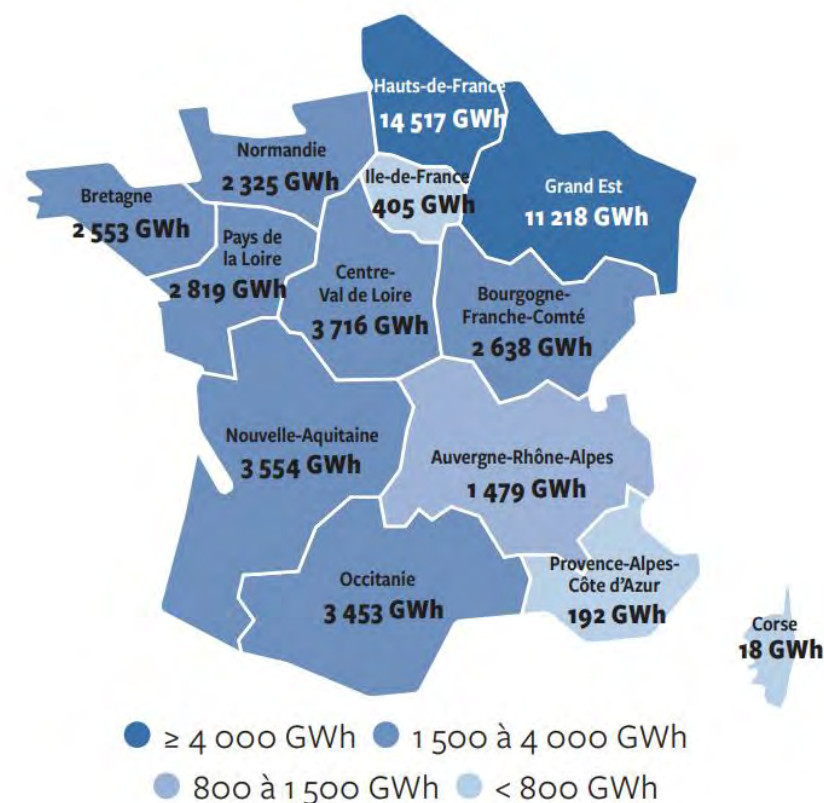 Hauts-de-France
14 517 GWh
Normandie
2 325 GWh
Ile-de-France
405 GWh
Grand Est
11 218 GWh
Bretagne
2 553 GWh
Pays de
la Loire
2 819 GWh
Centre-
Val de Loire
3 716 GWh
Bourgogne-
Franche-Comté
2 638 GWh
Nouvelle-Aquitaine
3 554 GWh
Auvergne-Rhône-Alpes
1 479 GWh
Occitanie
3 453 GWh
Provence-Alpes-
Côte d'Azur
192 GWh
Corse
18 GWh
≥ 4 000 GWh 1 500 à 4 000 GWh
800 à 1 500 GWh < 800 GWh